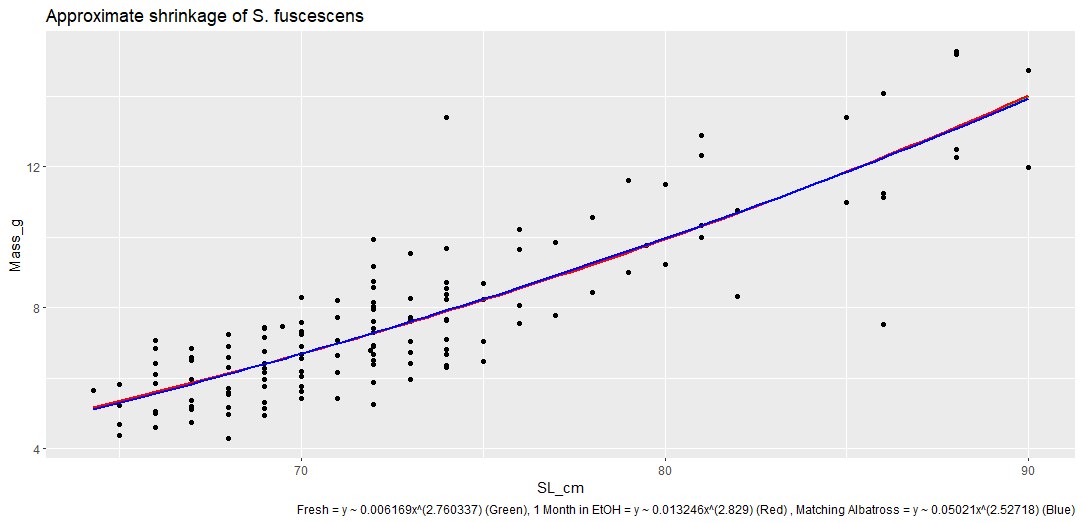 Approximate shrinkage of S. fuscescens
12
8
4
Mass_g
70
80
90
SL_cm
Fresh = y ~ 0.006169x^(2.760337) (Green), 1 Month in EtOH = y ~ 0.013246x^(2.829) (Red) , Matching Albatross = y ~ 0.05021x^(2.52718) (Blue)